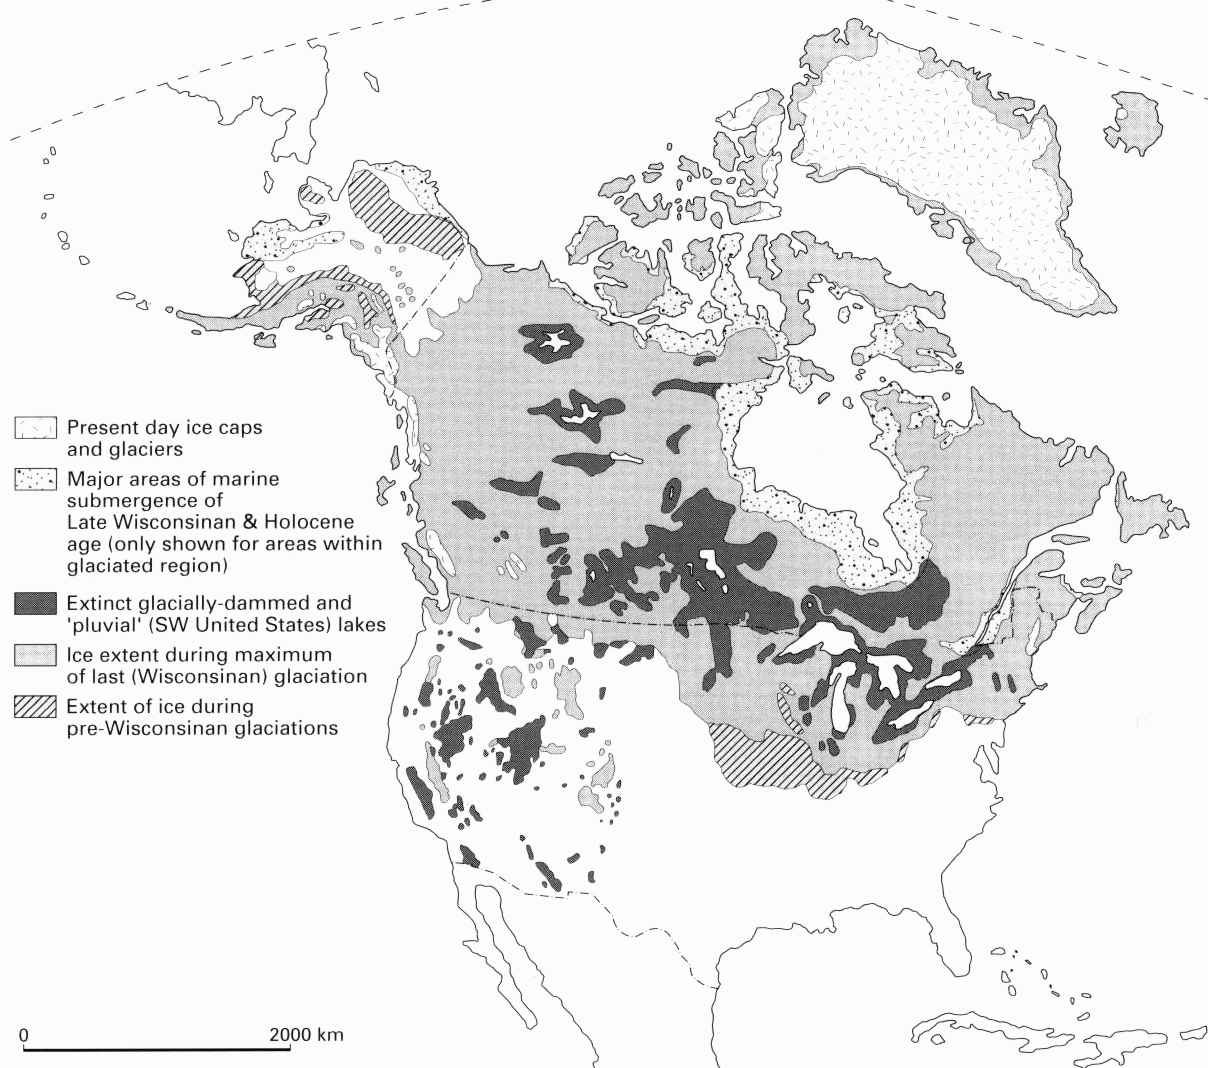 Present day ice caps
and glaciers
Major areas of marine
submergence of
Late Wisconsinan & Holocene
age (only shown for areas within
glaciated region)
Extinct glacially-dammed and
'pluvial' (SW United States) lakes
Ice extent during maximum
of last (Wisconsinan) glaciation
Extent of ice during
pre-Wisconsinan glaciations
0 2000 km